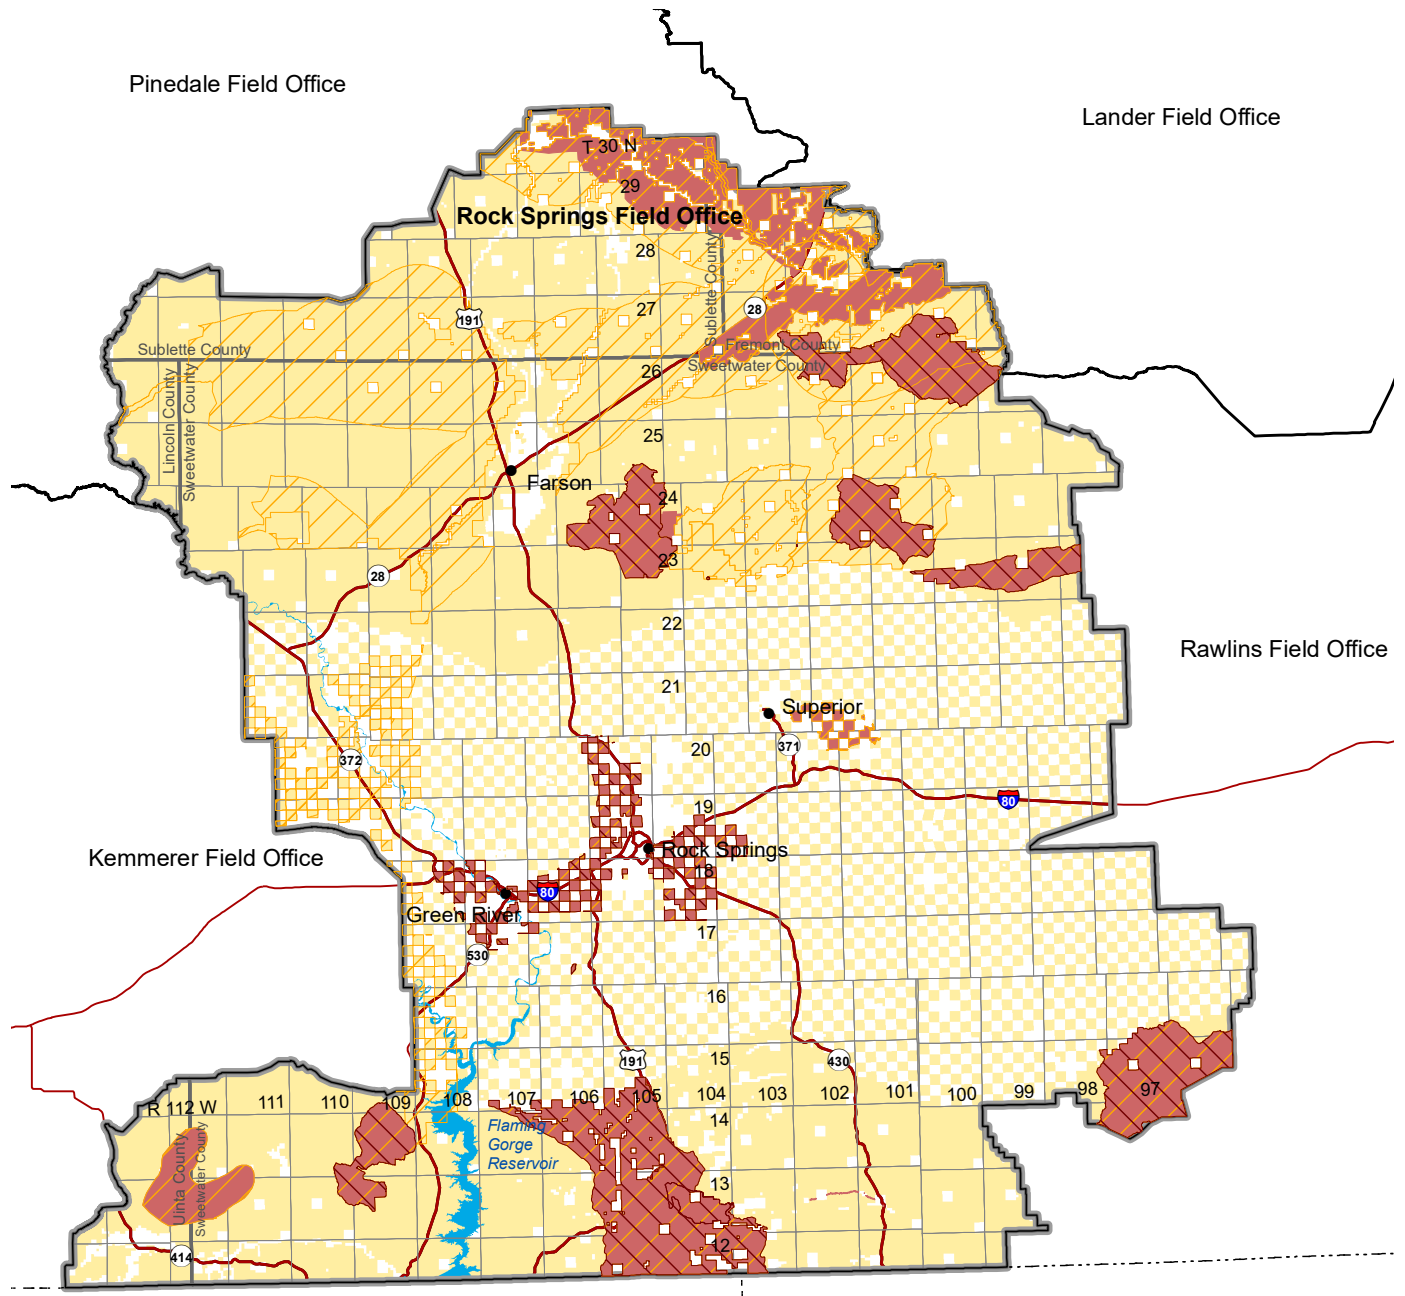 Pinedale Field Office
Lander Field Office
T 30 N
29
Rock Springs Field Office
28
Sublette County
27
28
191
Sublette County
Fremont County
Sweetwater County
26
Lincoln County
Sweetwater County
25
Farson
24
23
28
22
Rawlins Field Office
21
Superior
20
371
372
19
80
Kemmerer Field Office
Rock Springs
18
80
Green River
17
530
16
15
191
430
R 112 W
111
110
109
108
107
106
105
104
103
102
101
100
99
98
97
14
Flaming
Gorge
Reservoir
Uinta County
Sweetwater County
13
12
414